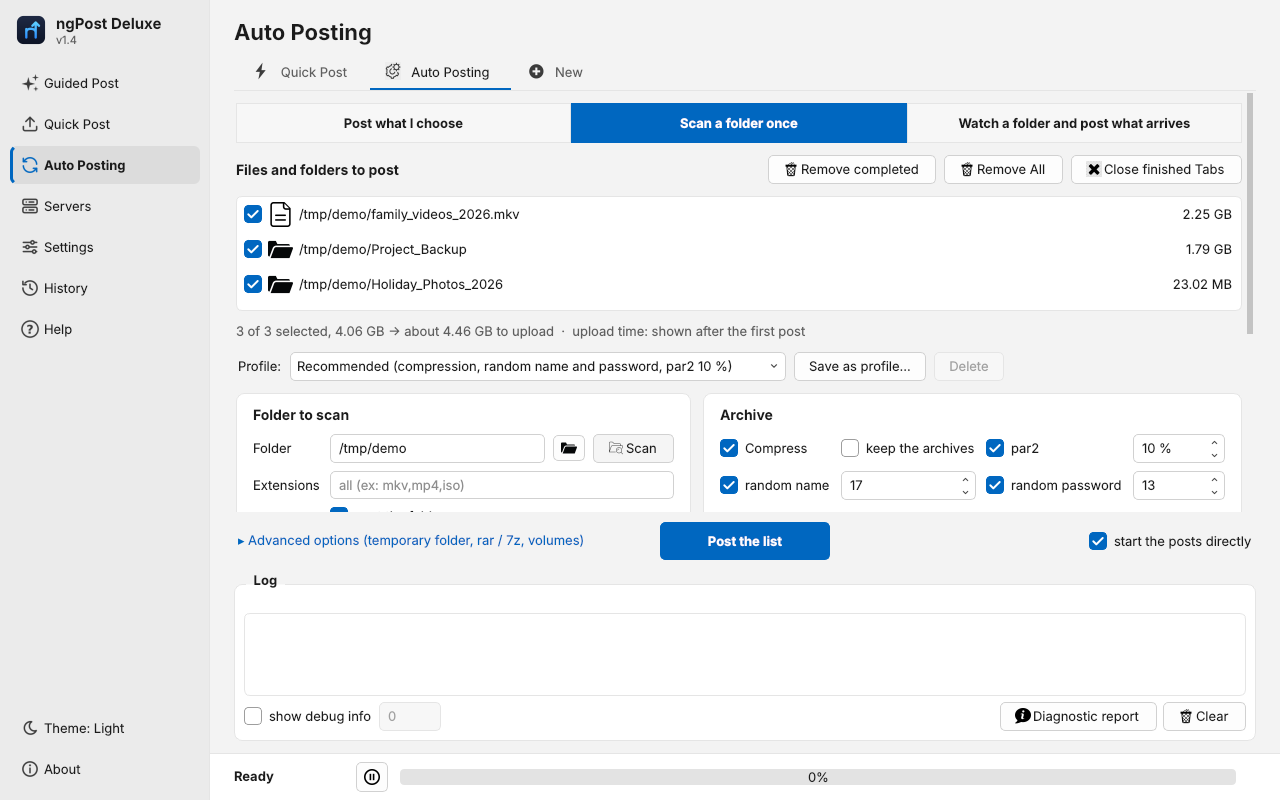 ngPost Deluxe
v1.4
Guided Post
Quick Post
Auto Posting
Servers
Settings
History
Help
Theme: Light
About
Auto Posting
Quick Post
Auto Posting
New
Post what I choose
Scan a folder once
Watch a folder and post what arrives
Files and folders to post
Remove completed
Remove All
Close finished Tabs
/tmp/demo/family_videos_2026.mkv 2.25 GB
/tmp/demo/Project_Backup 1.79 GB
/tmp/demo/Holiday_Photos_2026 23.02 MB
3 of 3 selected, 4.06 GB → about 4.46 GB to upload · upload time: shown after the first post
Profile: Recommended (compression, random name and password, par2 10 %) Save as profile... Delete
Folder to scan
Folder /tmp/demo Scan
Extensions all (ex: mkv,mp4,iso)
Archive
Compress keep the archives par2 10 %
random name 17 random password 13
▸ Advanced options (temporary folder, rar / 7z, volumes)
Post the list
start the posts directly
Log
show debug info 0
Diagnostic report
Clear
Ready
0%